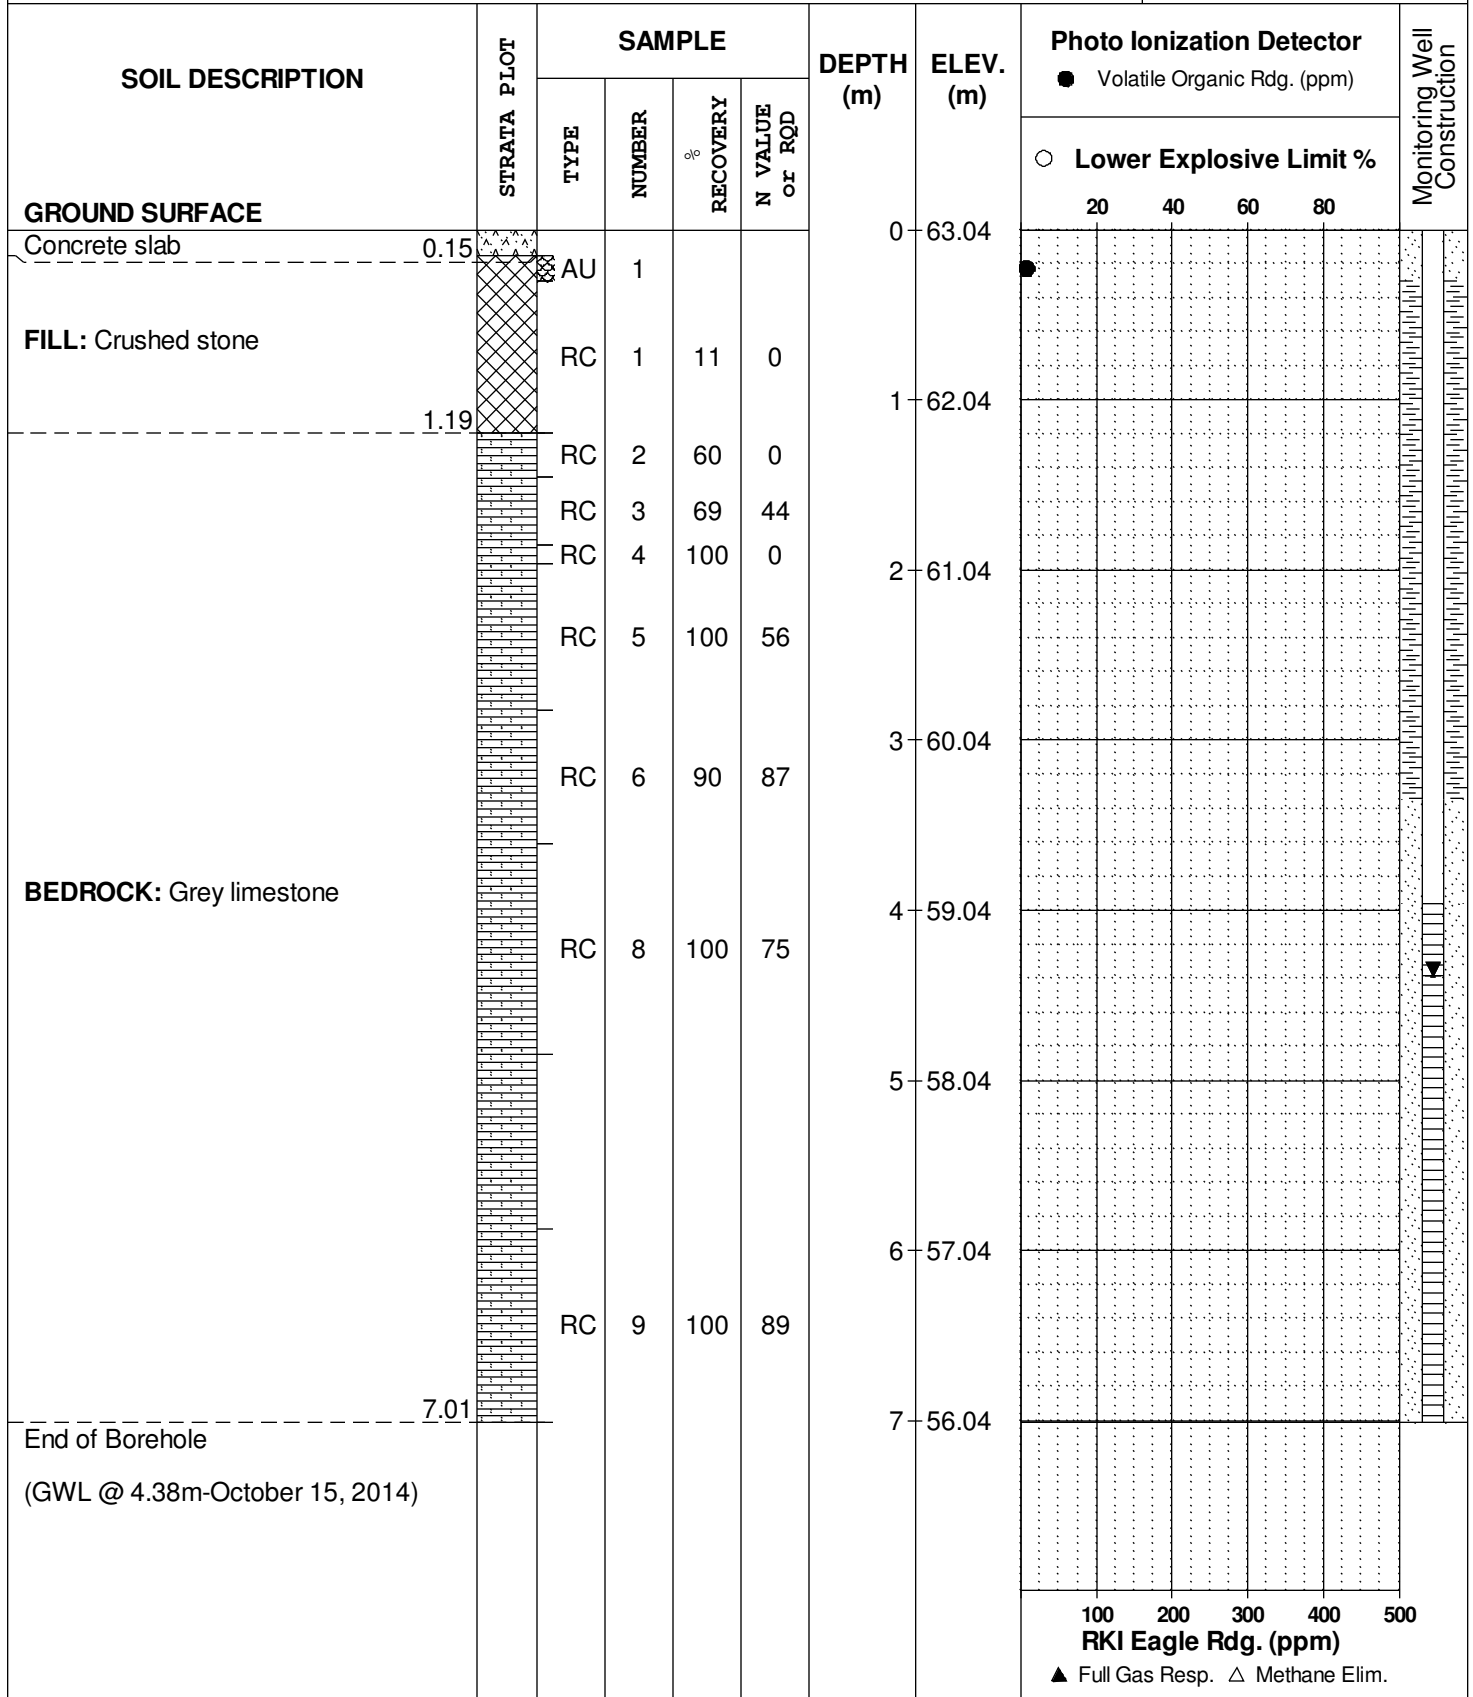 SOIL DESCRIPTION
GROUND SURFACE
STRATA PLOT
SAMPLE
TYPE
NUMBER
%
RECOVERY
N VALUE
or RQD
DEPTH
(m)
ELEV.
(m)
Photo Ionization Detector
● Volatile Organic Rdg. (ppm)
○ Lower Explosive Limit %
20 40 60 80
Monitoring Well
Construction
0 63.04
Concrete slab 0.15
AU 1
FILL: Crushed stone
RC 1 11 0
1 62.04
1.19
RC 2 60 0
RC 3 69 44
RC 4 100 0
2 61.04
RC 5 100 56
3 60.04
RC 6 90 87
BEDROCK: Grey limestone
4 59.04
RC 8 100 75
5 58.04
6 57.04
RC 9 100 89
7.01
7 56.04
End of Borehole
(GWL @ 4.38m-October 15, 2014)
100 200 300 400 500
RKI Eagle Rdg. (ppm)
▲ Full Gas Resp. △ Methane Elim.